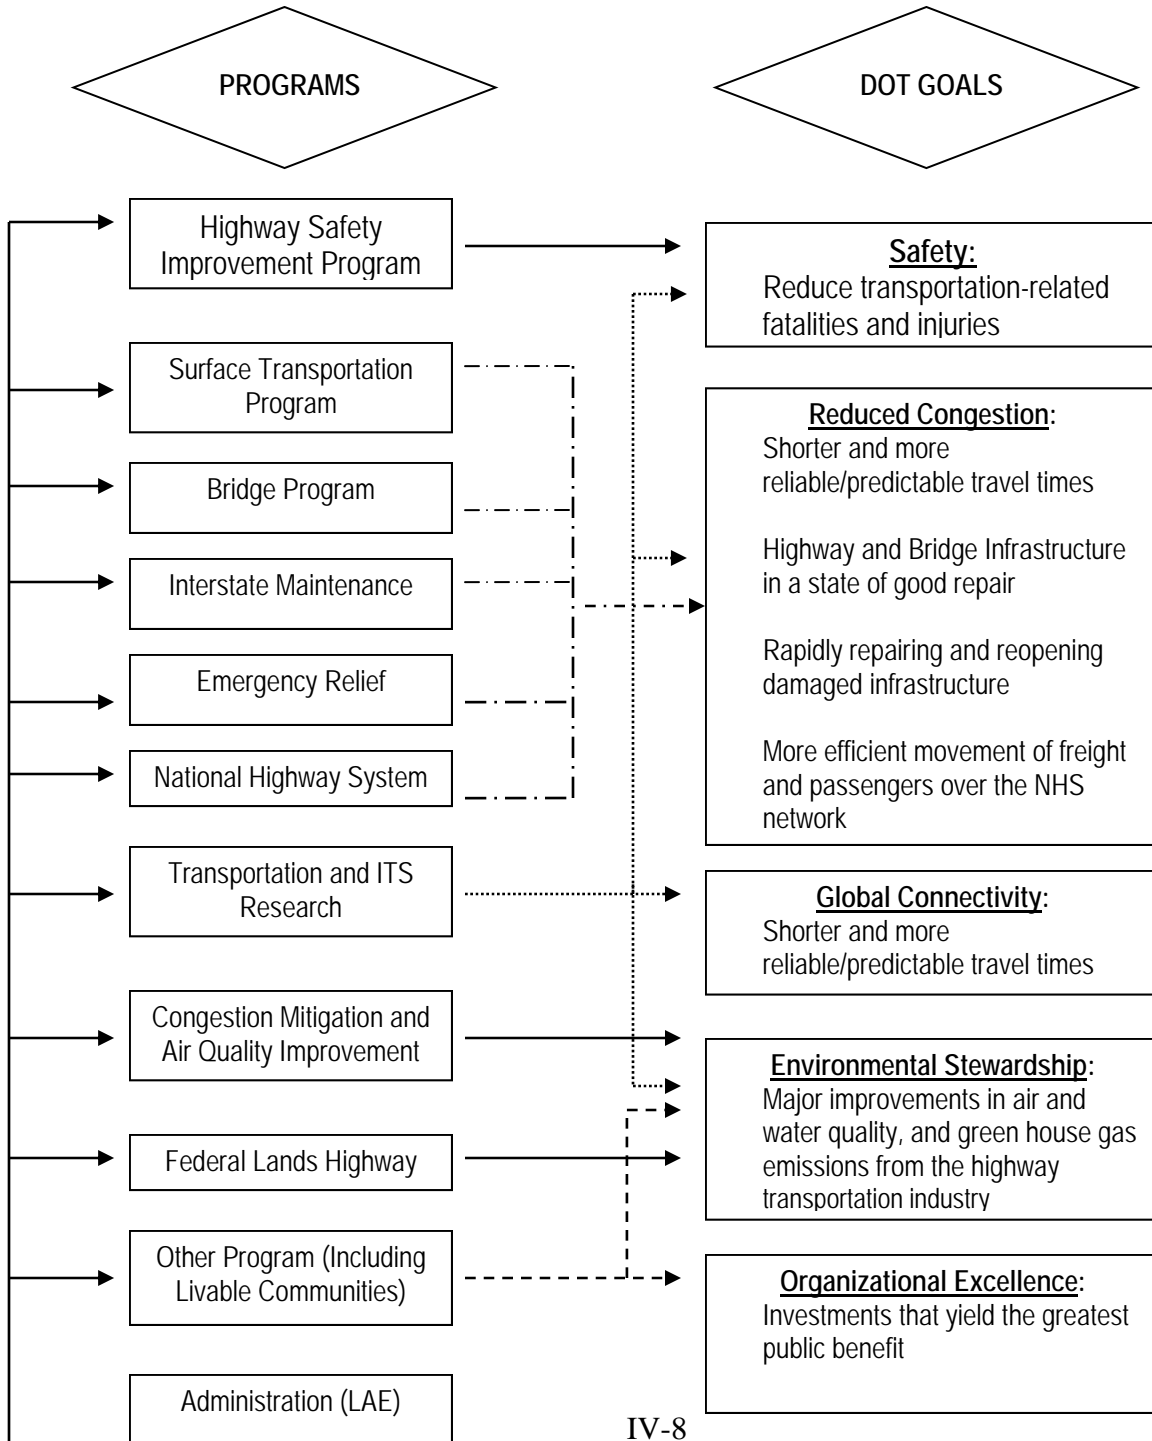 PROGRAMS
DOT GOALS
Highway Safety
Improvement Program
Surface Transportation
Program
Bridge Program
Interstate Maintenance
Emergency Relief
National Highway System
Transportation and ITS
Research
Congestion Mitigation and
Air Quality Improvement
Federal Lands Highway
Other Program (Including
Livable Communities)
Administration (LAE)
Safety:
Reduce transportation-related
fatalities and injuries
Reduced Congestion:
Shorter and more
reliable/predictable travel times
Highway and Bridge Infrastructure
in a state of good repair
Rapidly repairing and reopening
damaged infrastructure
More efficient movement of freight
and passengers over the NHS
network
Global Connectivity:
Shorter and more
reliable/predictable travel times
Environmental Stewardship:
Major improvements in air and
water quality, and green house gas
emissions from the highway
transportation industry
Organizational Excellence:
Investments that yield the greatest
public benefit
IV-8